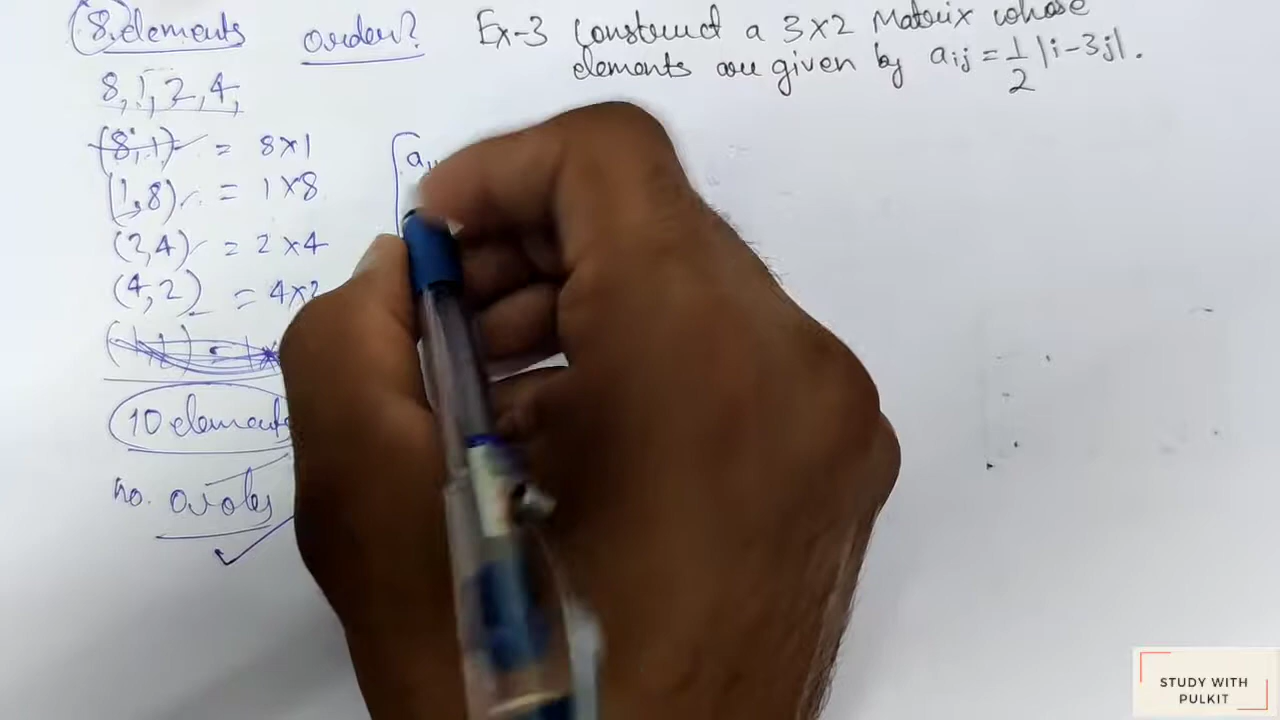 8 elements order?
8, 1, 2, 4,
(8,1) = 8×1
(1,8) = 1×8
(2,4) = 2×4
(4,2) = 4×2
10 elements
no.
Ex-3 Construct a 3×2 Matrix whose
elements are given by aij = 1/2 |i-3j|.
a11
STUDY WITH
PULKIT